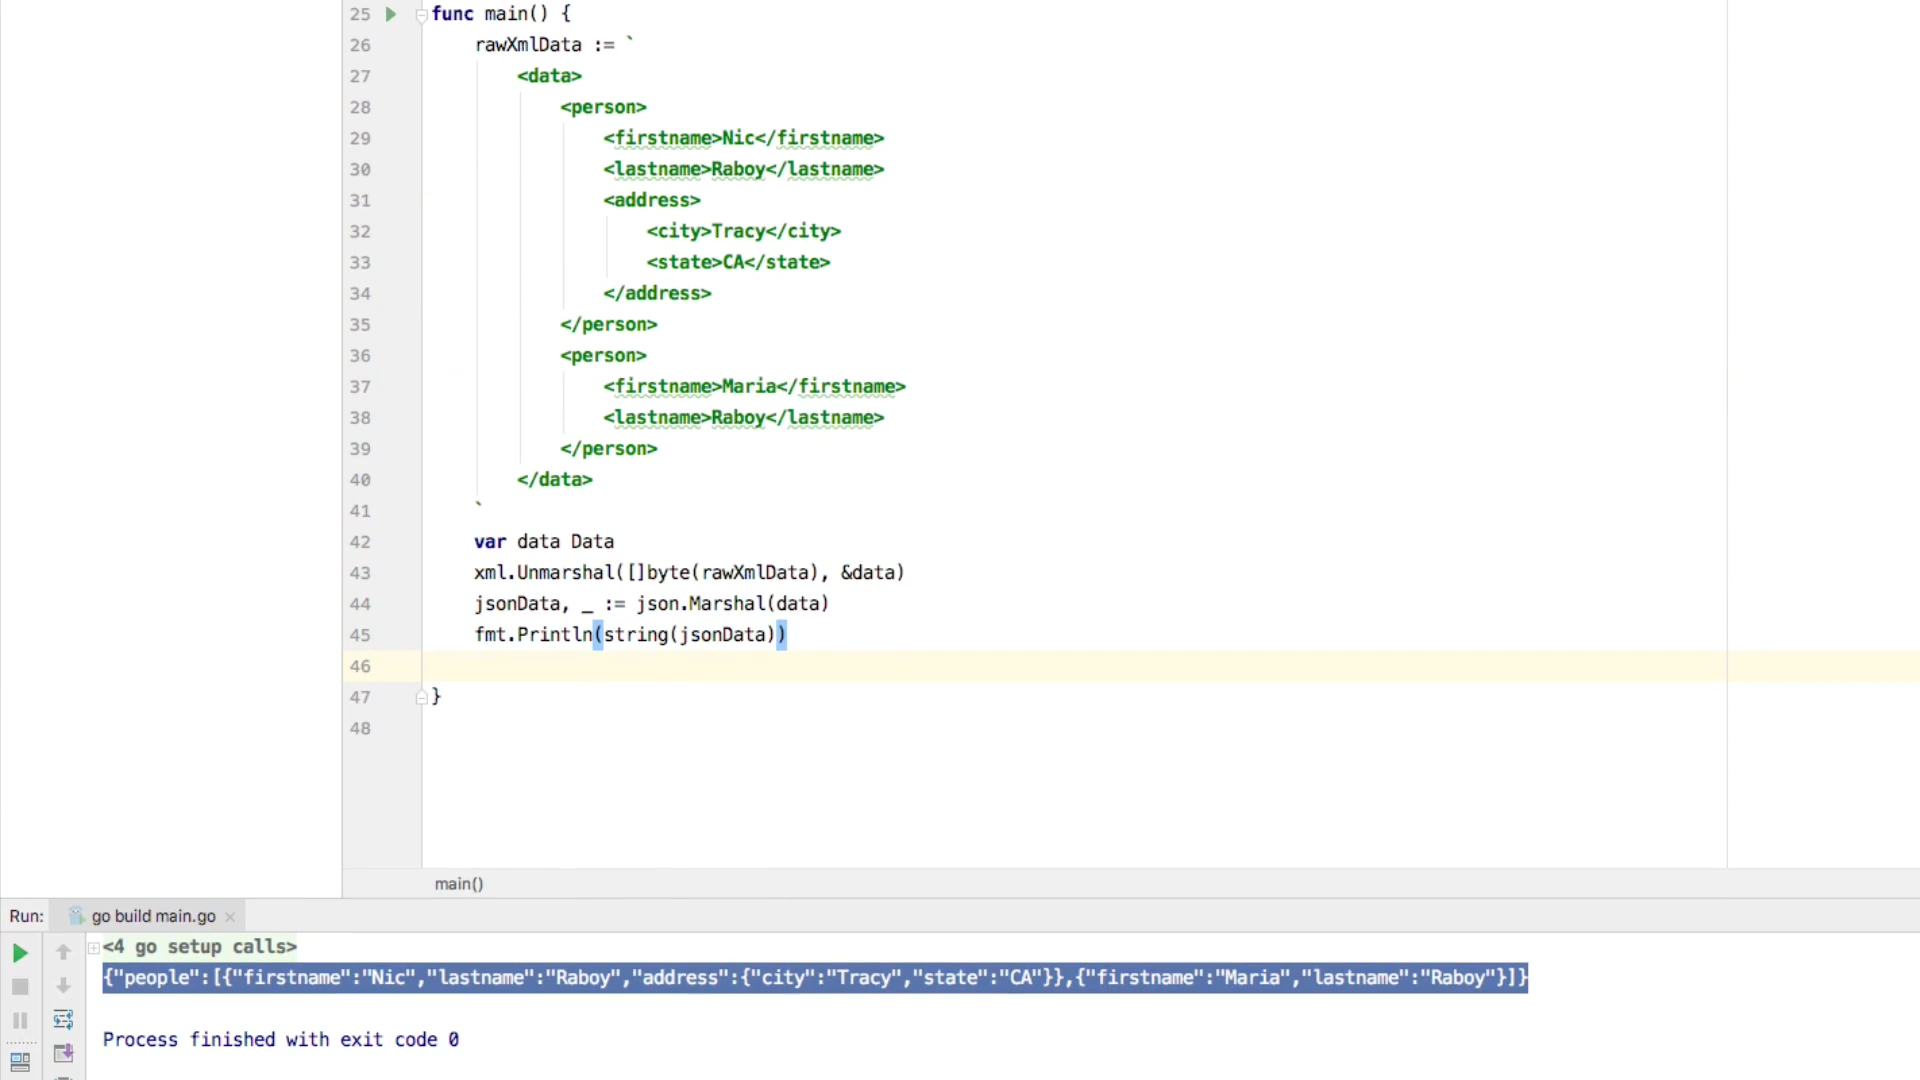 25 func main() {
26 rawXmlData := `
27 <data>
28 <person>
29 <firstname>Nic</firstname>
30 <lastname>Raboy</lastname>
31 <address>
32 <city>Tracy</city>
33 <state>CA</state>
34 </address>
35 </person>
36 <person>
37 <firstname>Maria</firstname>
38 <lastname>Raboy</lastname>
39 </person>
40 </data>
41 `
42 var data Data
43 xml.Unmarshal([]byte(rawXmlData), &data)
44 jsonData, _ := json.Marshal(data)
45 fmt.Println(string(jsonData))
46
47 }
48
main()
Run: go build main.go ×
<4 go setup calls>
{"people":[{"firstname":"Nic","lastname":"Raboy","address":{"city":"Tracy","state":"CA"}},{"firstname":"Maria","lastname":"Raboy"}]}
Process finished with exit code 0